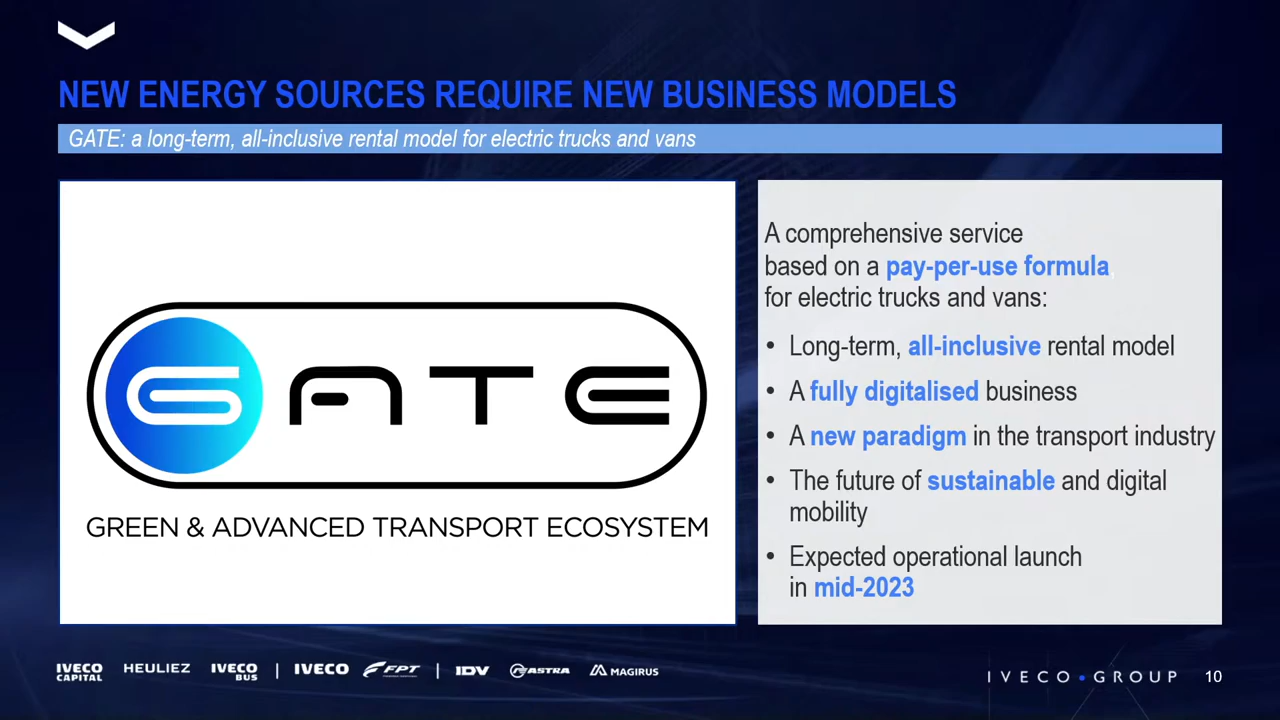 NEW ENERGY SOURCES REQUIRE NEW BUSINESS MODELS
GATE: a long-term, all-inclusive rental model for electric trucks and vans
GATE
GREEN & ADVANCED TRANSPORT ECOSYSTEM
A comprehensive service
based on a pay-per-use formula,
for electric trucks and vans:
• Long-term, all-inclusive rental model
• A fully digitalised business
• A new paradigm in the transport industry
• The future of sustainable and digital
mobility
• Expected operational launch
in mid-2023
IVECO CAPITAL HEULIEZ IVECO BUS | IVECO FPT | IDV ASTRA MAGIRUS
IVECO•GROUP 10